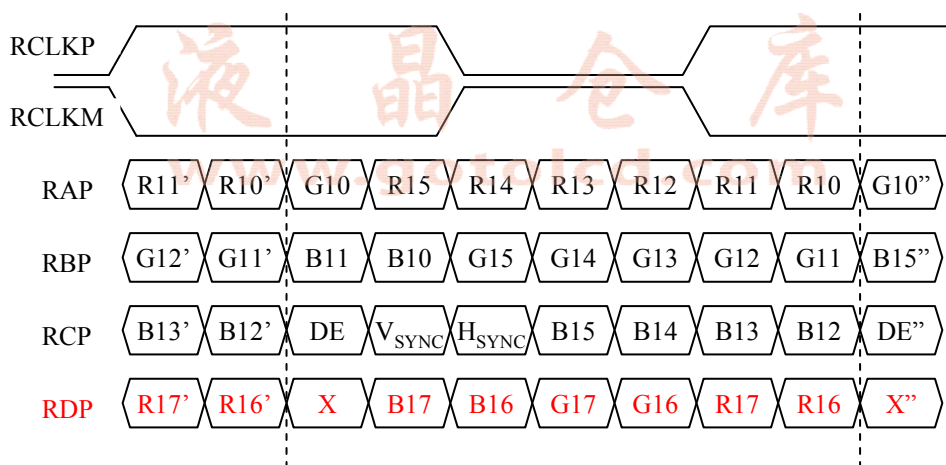 RCLKP
RCLKM
液晶仓库
www.gotolcd.com
RAP R11’ R10’ G10 R15 R14 R13 R12 R11 R10 G10”
RBP G12’ G11’ B11 B10 G15 G14 G13 G12 G11 B15”
RCP B13’ B12’ DE VSYNC HSYNC B15 B14 B13 B12 DE”
RDP R17’ R16’ X B17 B16 G17 G16 R17 R16 X”